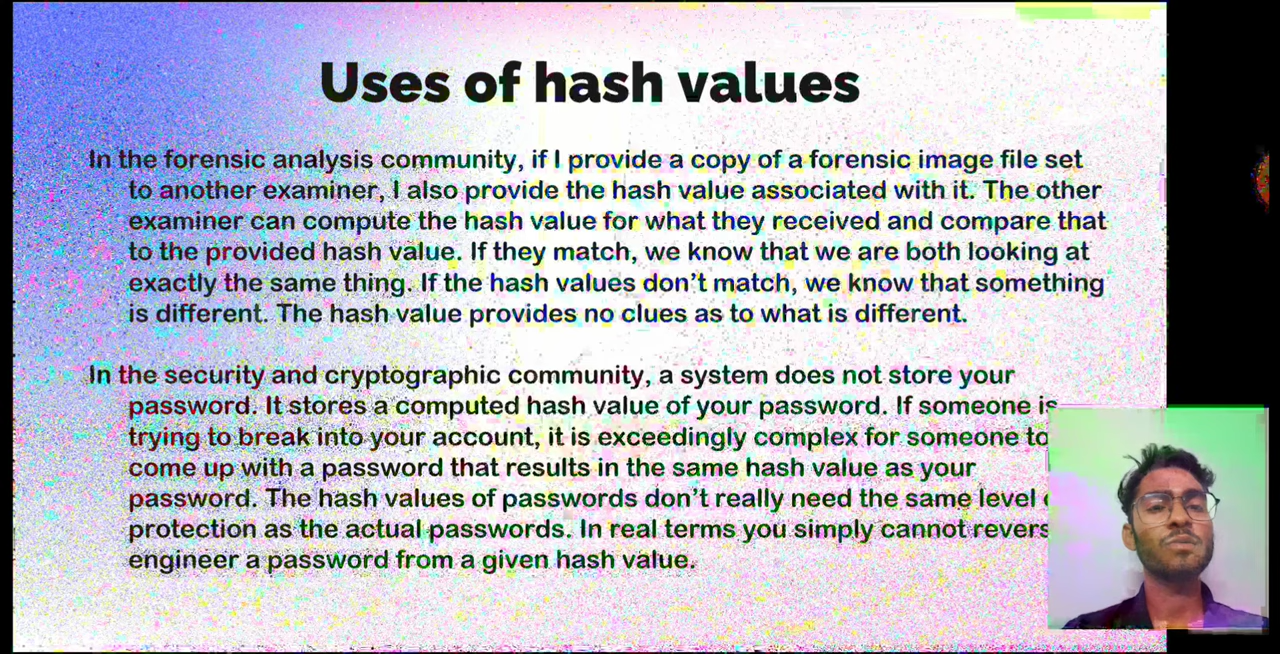 Uses of hash values
In the forensic analysis community, if I provide a copy of a forensic image file set
to another examiner, I also provide the hash value associated with it. The other
examiner can compute the hash value for what they received and compare that
to the provided hash value. If they match, we know that we are both looking at
exactly the same thing. If the hash values don’t match, we know that something
is different. The hash value provides no clues as to what is different.
In the security and cryptographic community, a system does not store your
password. It stores a computed hash value of your password. If someone is
trying to break into your account, it is exceedingly complex for someone to
come up with a password that results in the same hash value as your
password. The hash values of passwords don’t really need the same level
protection as the actual passwords. In real terms you simply cannot
engineer a password from a given hash value.